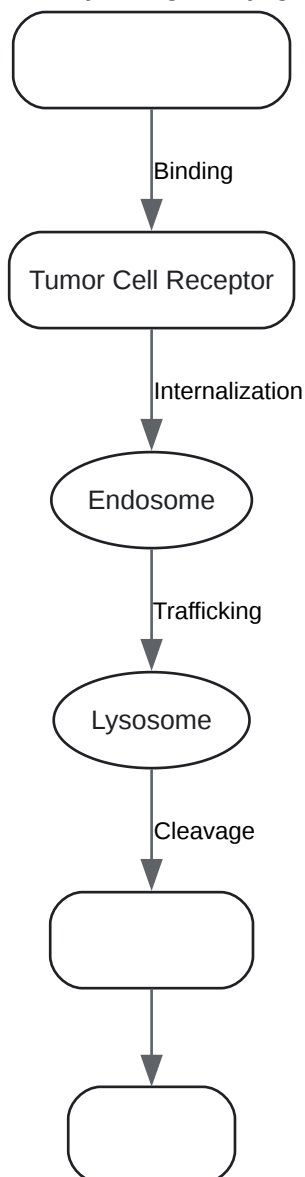 Binding
Tumor Cell Receptor
Internalization
Endosome
Trafficking
Lysosome
Cleavage